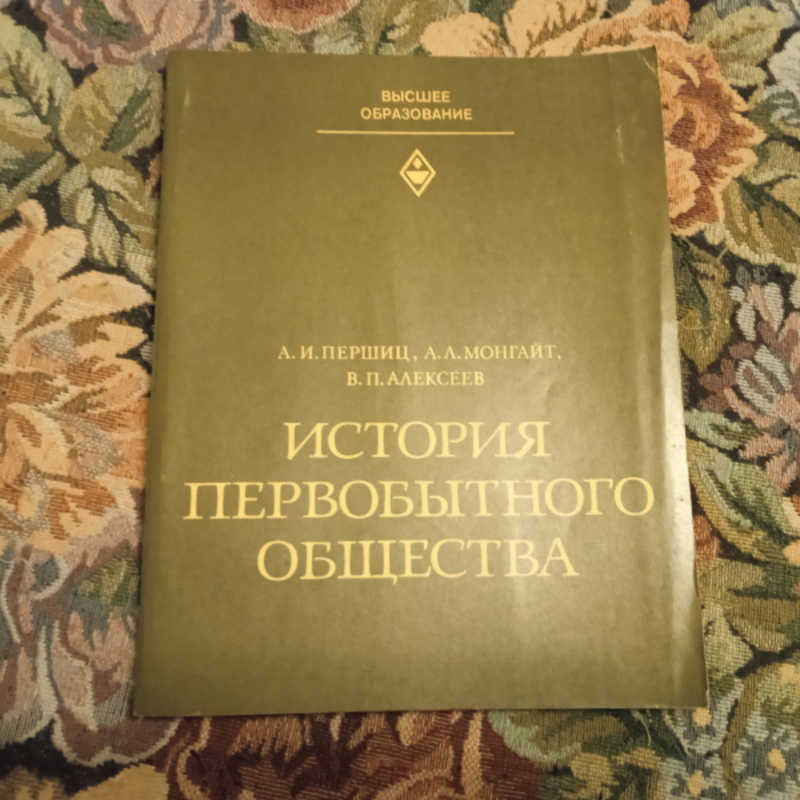 ВЫСШЕЕ
ОБРАЗОВАНИЕ
А. И. ПЕРШИЦ, А. Л. МОНГАЙТ,
В. П. АЛЕКСЕЕВ
ИСТОРИЯ
ПЕРВОБЫТНОГО
ОБЩЕСТВА